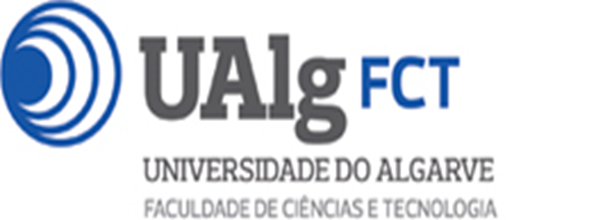 UAlg FCT
UNIVERSIDADE DO ALGARVE
FACULDADE DE CIÊNCIAS E TECNOLOGIA